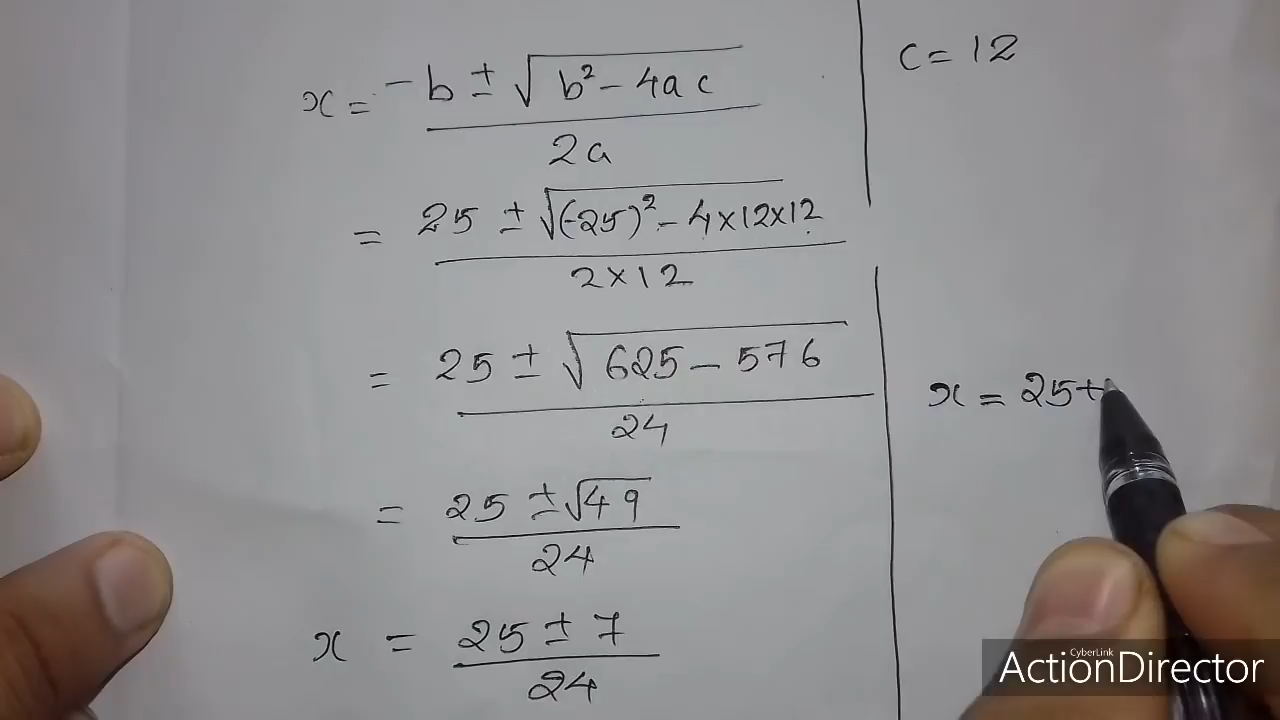 x = -b ± √b² - 4ac / 2a
= 25 ± √(-25)² - 4×12×12 / 2×12
= 25 ± √625 - 576 / 24
= 25 ± √49 / 24
x = 25 ± 7 / 24
c = 12
x = 25+
CyberLink
ActionDirector